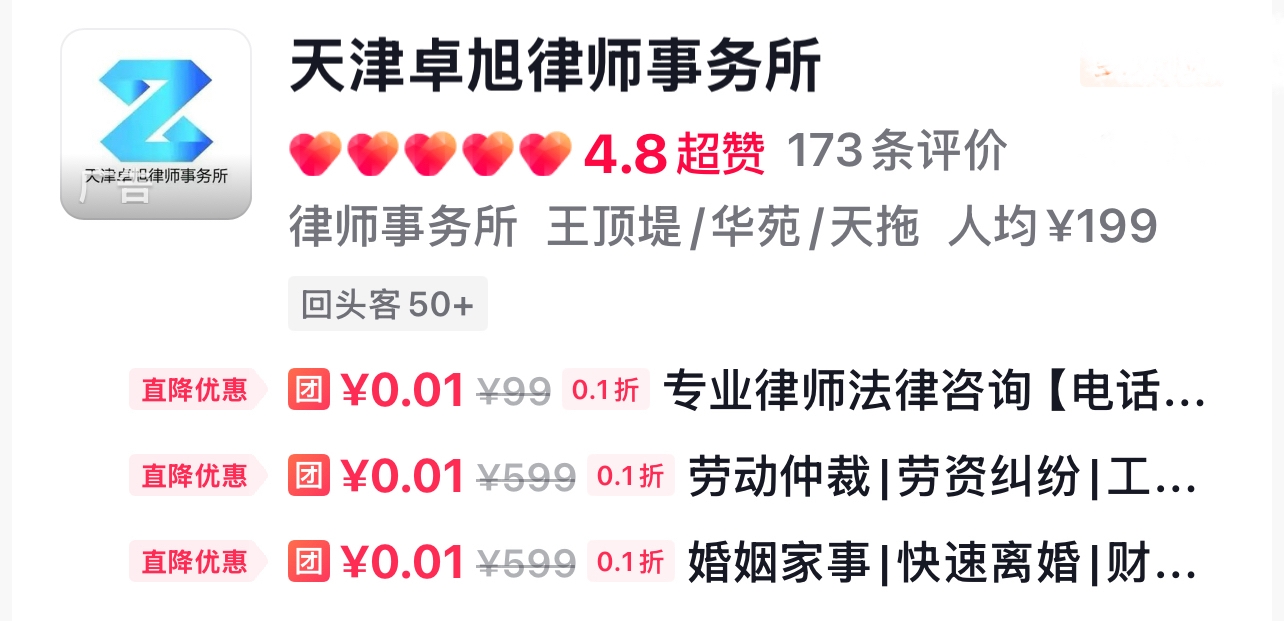 天津卓旭律师事务所
天津卓旭律师事务所
广告
4.8 超赞 173条评价
律师事务所 王顶堤/华苑/天拖 人均¥199
回头客50+
直降优惠 团 ¥0.01 ¥99 0.1折 专业律师法律咨询【电话...
直降优惠 团 ¥0.01 ¥599 0.1折 劳动仲裁|劳资纠纷|工...
直降优惠 团 ¥0.01 ¥599 0.1折 婚姻家事|快速离婚|财...